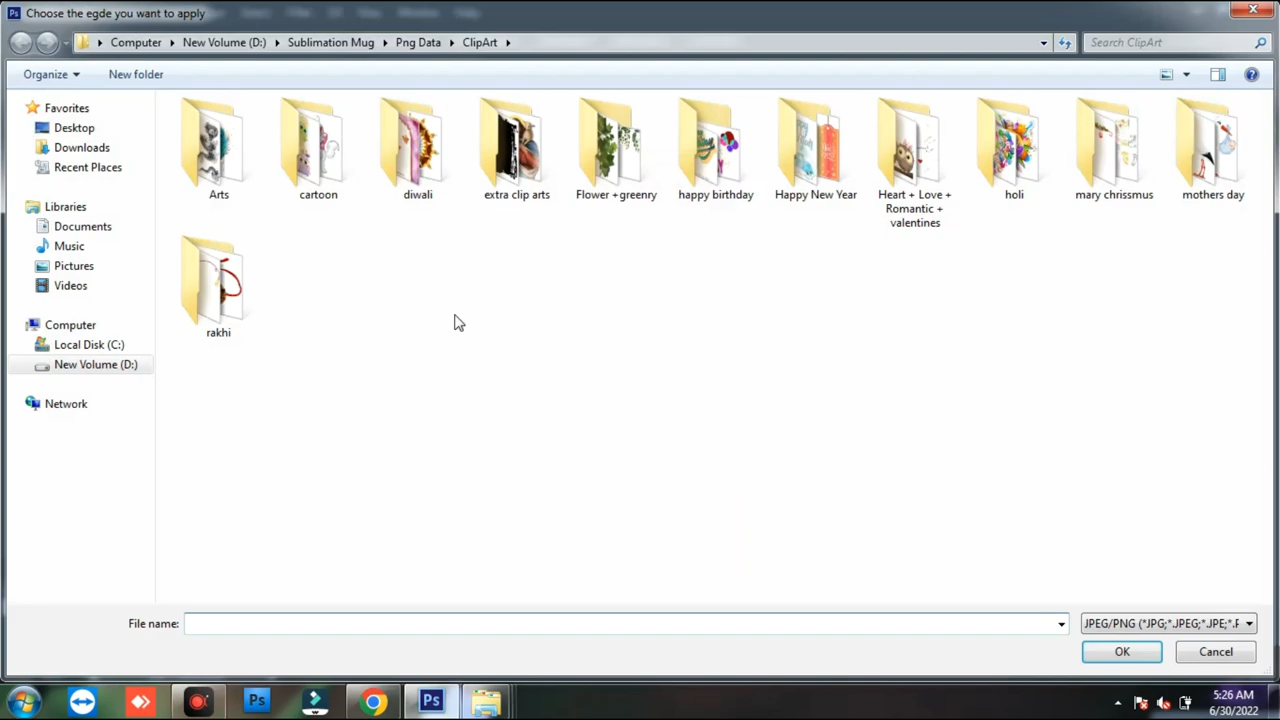 Choose the egde you want to apply
Computer New Volume (D:) Sublimation Mug Png Data ClipArt
Search ClipArt
Organize New folder
Favorites
Desktop
Downloads
Recent Places
Libraries
Documents
Music
Pictures
Videos
Computer
Local Disk (C:)
New Volume (D:)
Network
Arts cartoon diwali extra clip arts Flower +greenry happy birthday Happy New Year Heart + Love + holi mary chrissmus mothers day
Romantic +
valentines
rakhi
File name:
JPEG/PNG (*JPG;*.JPEG;*.JPE;*.F
OK Cancel
Ps Ps
5:26 AM
6/30/2022